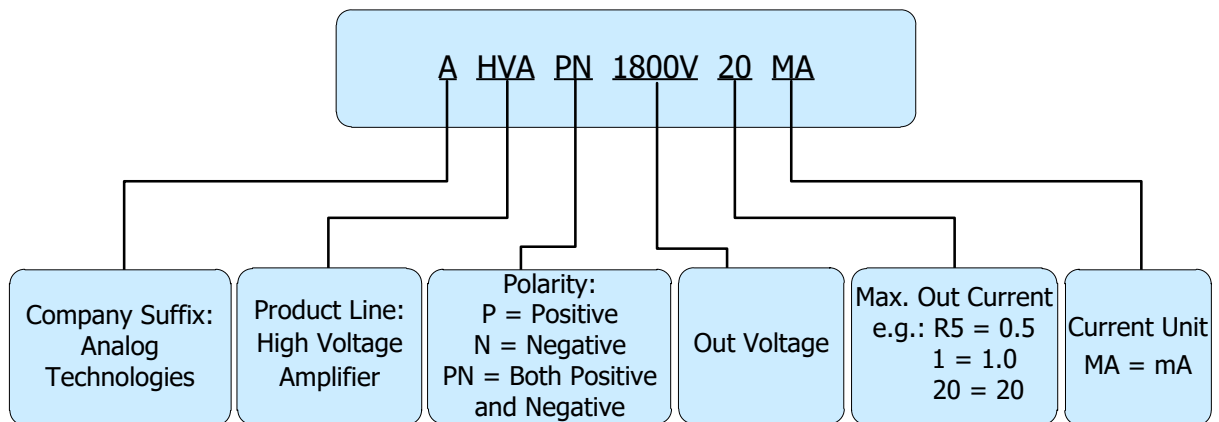 A HVA PN 1800V 20 MA
Company Suffix:
Analog
Technologies
Product Line:
High Voltage
Amplifier
Polarity:
P = Positive
N = Negative
PN = Both Positive
and Negative
Out Voltage
Max. Out Current
e.g.: R5 = 0.5
1 = 1.0
20 = 20
Current Unit
MA = mA